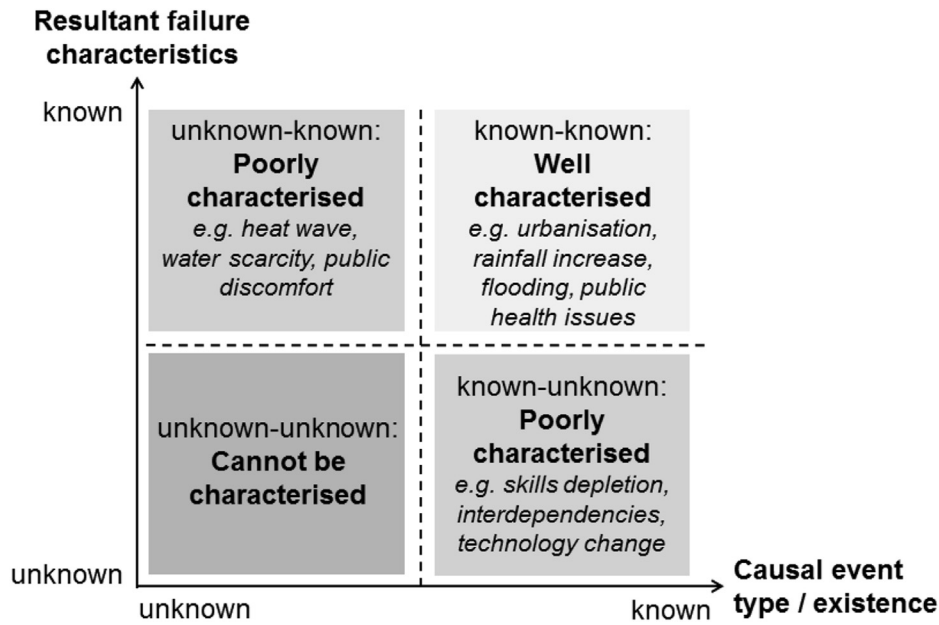 Resultant failure
characteristics
known
unknown-known:
Poorly
characterised
e.g. heat wave,
water scarcity, public
discomfort
known-known:
Well
characterised
e.g. urbanisation,
rainfall increase,
flooding, public
health issues
unknown-unknown:
Cannot be
characterised
known-unknown:
Poorly
characterised
e.g. skills depletion,
interdependencies,
technology change
unknown
unknown
known
Causal event
type / existence